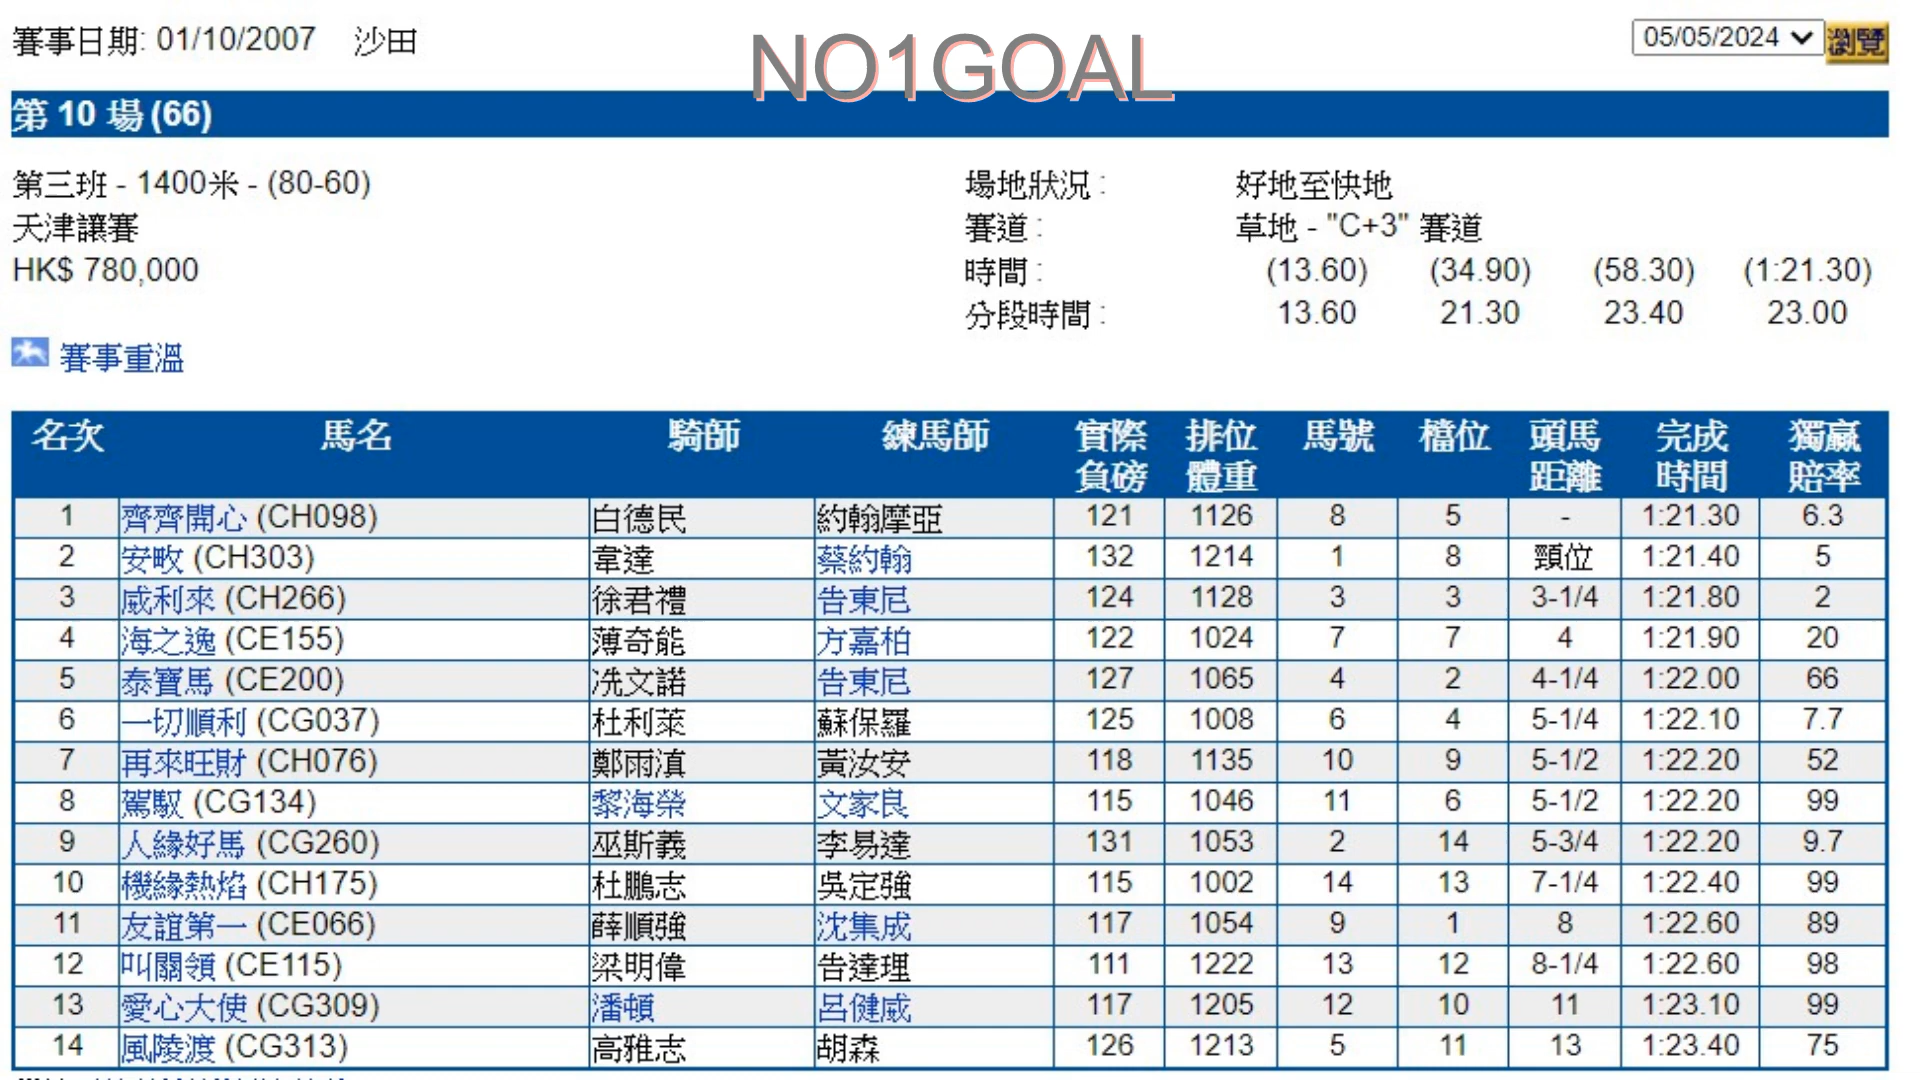 賽事日期: 01/10/2007 沙田
05/05/2024 瀏覽
NO1GOAL
第 10 場 (66)
第三班 - 1400米 - (80-60) 場地狀況 : 好地至快地
天津讓賽 賽道 : 草地 - "C+3" 賽道
HK$ 780,000 時間 : (13.60) (34.90) (58.30) (1:21.30)
分段時間 : 13.60 21.30 23.40 23.00
賽事重溫
名次 馬名 騎師 練馬師 實際負磅 排位體重 馬號 檔位 頭馬距離 完成時間 獨贏賠率
1 齊齊開心 (CH098) 白德民 約翰摩亞 121 1126 8 5 - 1:21.30 6.3
2 安畋 (CH303) 韋達 蔡約翰 132 1214 1 8 頸位 1:21.40 5
3 威利來 (CH266) 徐君禮 告東尼 124 1128 3 3 3-1/4 1:21.80 2
4 海之逸 (CE155) 薄奇能 方嘉柏 122 1024 7 7 4 1:21.90 20
5 泰寶馬 (CE200) 冼文諾 告東尼 127 1065 4 2 4-1/4 1:22.00 66
6 一切順利 (CG037) 杜利萊 蘇保羅 125 1008 6 4 5-1/4 1:22.10 7.7
7 再來旺財 (CH076) 鄭雨滇 黃汝安 118 1135 10 9 5-1/2 1:22.20 52
8 駕馭 (CG134) 黎海榮 文家良 115 1046 11 6 5-1/2 1:22.20 99
9 人緣好馬 (CG260) 巫斯義 李易達 131 1053 2 14 5-3/4 1:22.20 9.7
10 機緣熱焰 (CH175) 杜鵬志 吳定強 115 1002 14 13 7-1/4 1:22.40 99
11 友誼第一 (CE066) 薛順強 沈集成 117 1054 9 1 8 1:22.60 89
12 叫關領 (CE115) 梁明偉 告達理 111 1222 13 12 8-1/4 1:22.60 98
13 愛心大使 (CG309) 潘頓 呂健威 117 1205 12 10 11 1:23.10 99
14 風陵渡 (CG313) 高雅志 胡森 126 1213 5 11 13 1:23.40 75